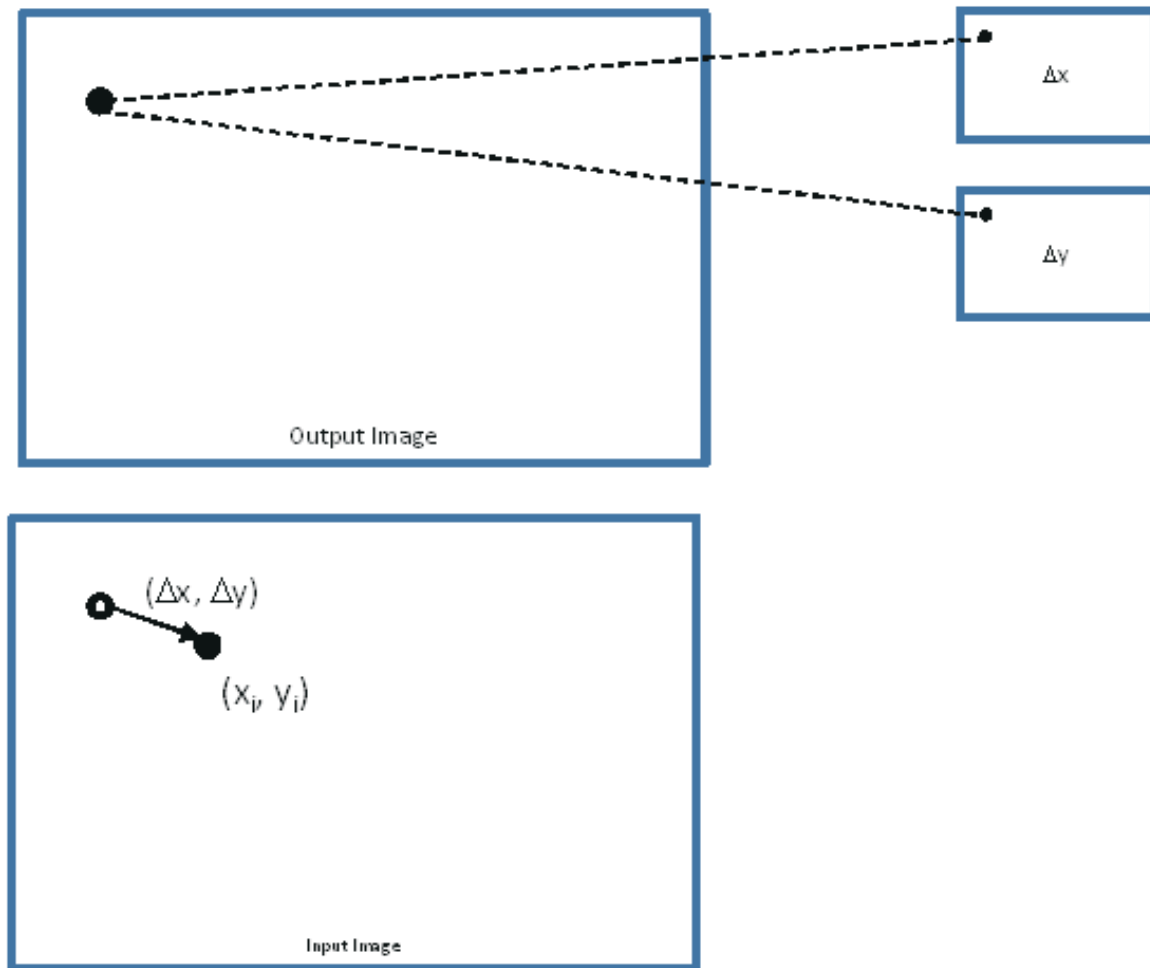 Δx
Δy
Output Image
(Δx, Δy)
(xᵢ, yᵢ)
Input Image